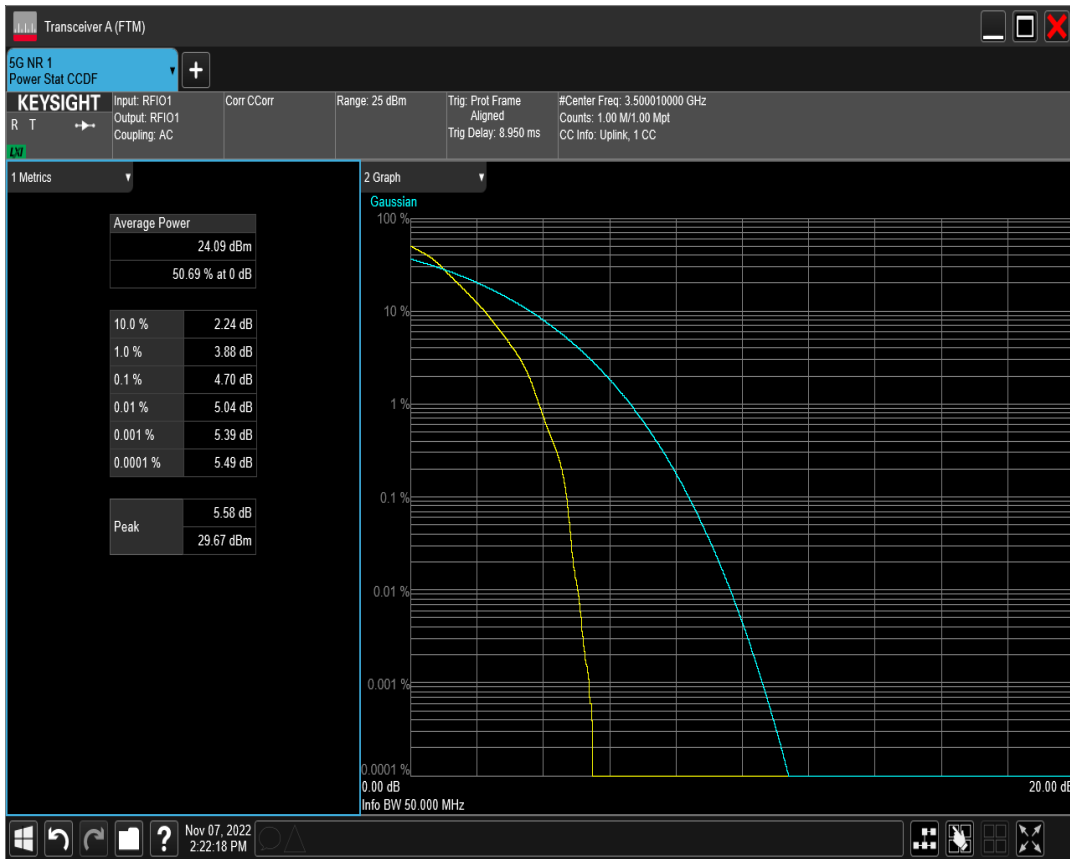 Transceiver A (FTM)
5G NR 1
Power Stat CCDF
+
KEYSIGHT
R T
LXI
Input: RFIO1
Output: RFIO1
Coupling: AC
Corr CCorr
Range: 25 dBm
Trig: Prot Frame
Aligned
Trig Delay: 8.950 ms
#Center Freq: 3.500010000 GHz
Counts: 1.00 M/1.00 Mpt
CC Info: Uplink, 1 CC
1 Metrics
Average Power
24.09 dBm
50.69 % at 0 dB
10.0 % 2.24 dB
1.0 % 3.88 dB
0.1 % 4.70 dB
0.01 % 5.04 dB
0.001 % 5.39 dB
0.0001 % 5.49 dB
Peak
5.58 dB
29.67 dBm
2 Graph
Gaussian
100 %
10 %
1 %
0.1 %
0.01 %
0.001 %
0.0001 %
0.00 dB
20.00 dB
Info BW 50.000 MHz
?
Nov 07, 2022
2:22:18 PM